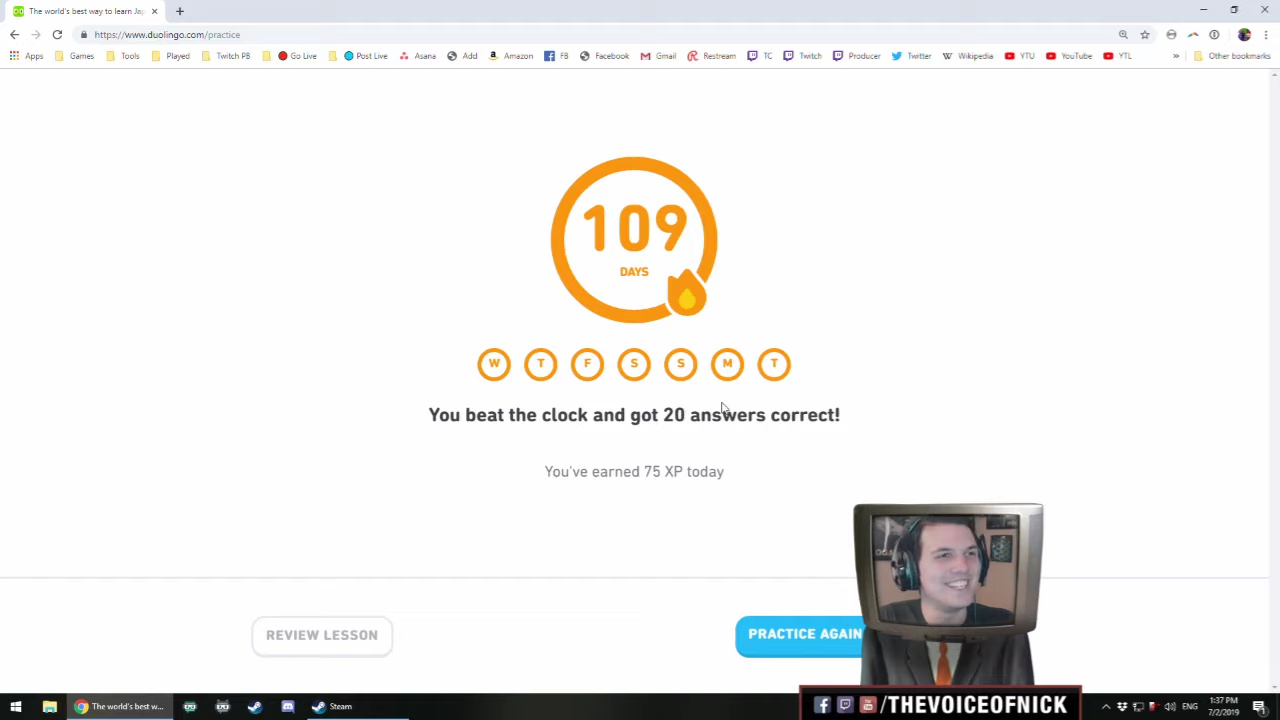 The world's best way to learn Jap
https://www.duolingo.com/practice
Apps Games Tools Played Twitch PB Go Live Post Live Asana Add Amazon FB Facebook Gmail Restream TC Twitch Producer Twitter Wikipedia YTU YouTube YTL » Other bookmarks
109
DAYS
W T F S S M T
You beat the clock and got 20 answers correct!
You've earned 75 XP today
REVIEW LESSON
PRACTICE AGAIN
/THEVOICEOFNICK
The world's best w...
Steam
ENG
1:37 PM
7/2/2019